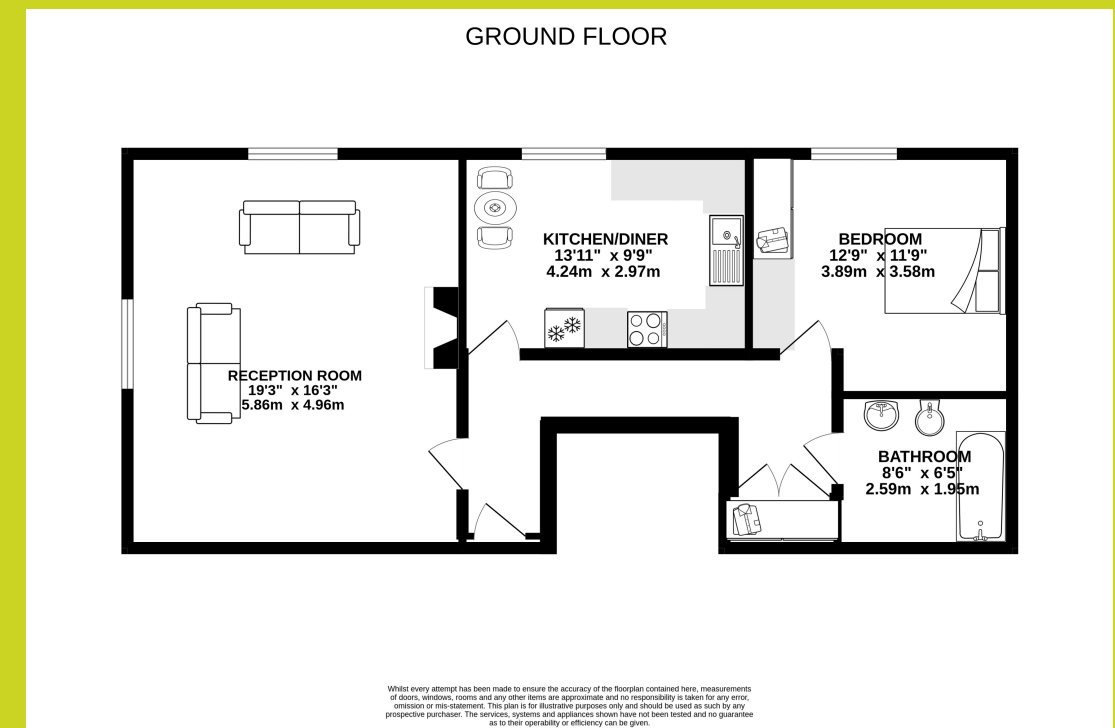 GROUND FLOOR
KITCHEN/DINER
13'11" x 9'9"
4.24m x 2.97m
BEDROOM
12'9" x 11'9"
3.89m x 3.58m
RECEPTION ROOM
19'3" x 16'3"
5.86m x 4.96m
BATHROOM
8'6" x 6'5"
2.59m x 1.95m
Whilst every attempt has been made to ensure the accuracy of the floorplan contained here, measurements
of doors, windows, rooms and any other items are approximate and no responsibility is taken for any error,
omission or mis-statement. This plan is for illustrative purposes only and should be used as such by any
prospective purchaser. The services, systems and appliances shown have not been tested and no guarantee
as to their operability or efficiency can be given.